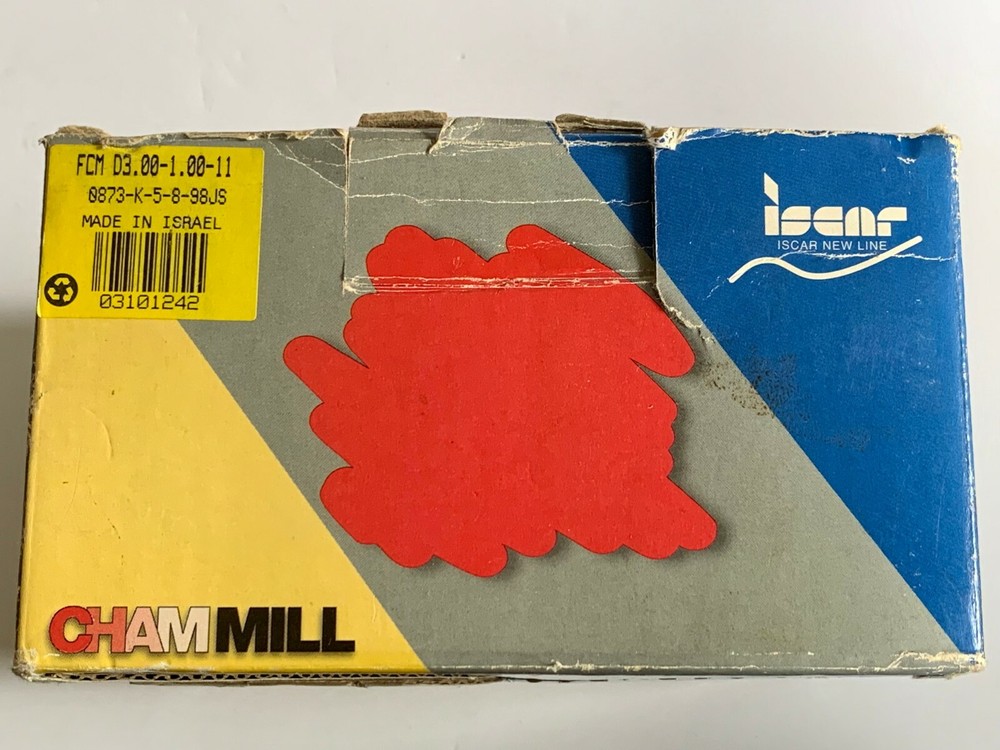 FCM D3.00-1.00-11
0873-K-5-8-98JS
MADE IN ISRAEL
03101242
iscar
ISCAR NEW LINE
CHAMMILL